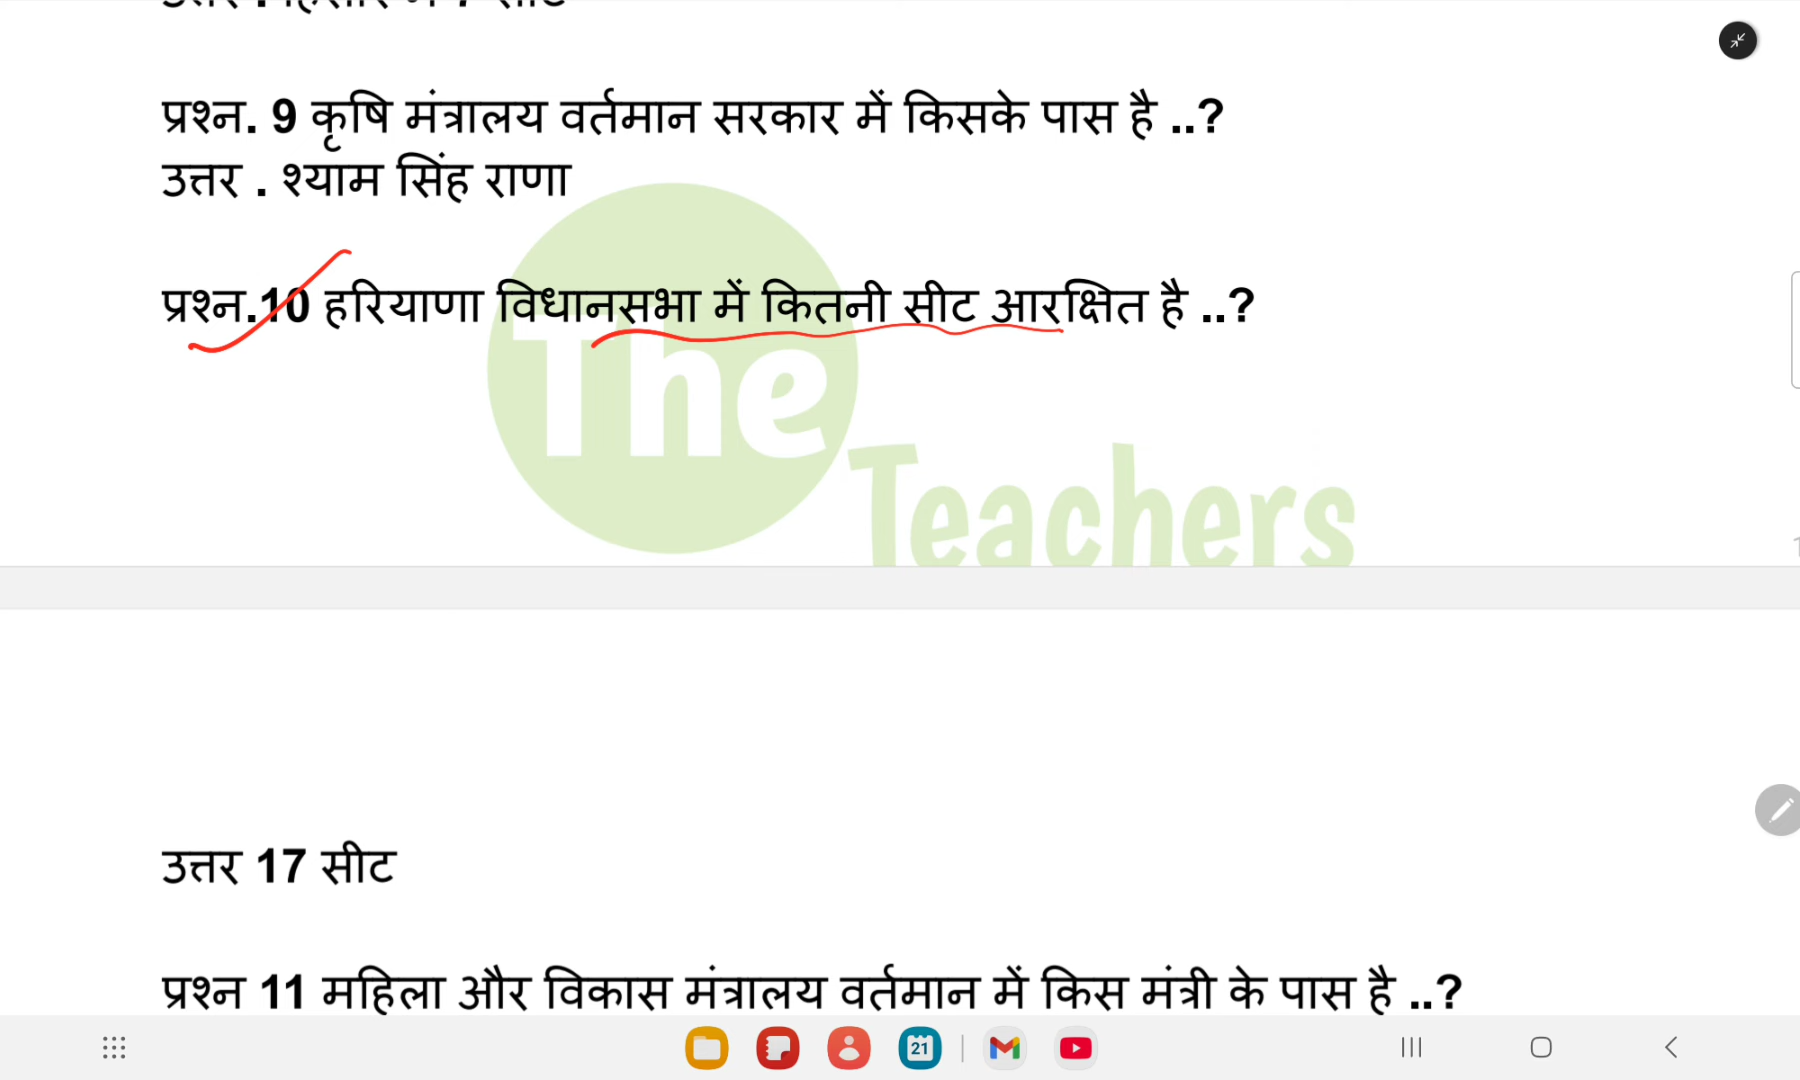 प्रश्न. 9 कृषि मंत्रालय वर्तमान सरकार में किसके पास है ..?
उत्तर . श्याम सिंह राणा
प्रश्न.10 हरियाणा विधानसभा में कितनी सीट आरक्षित है ..?
The
Teachers
उत्तर 17 सीट
प्रश्न 11 महिला और विकास मंत्रालय वर्तमान में किस मंत्री के पास है ..?
21